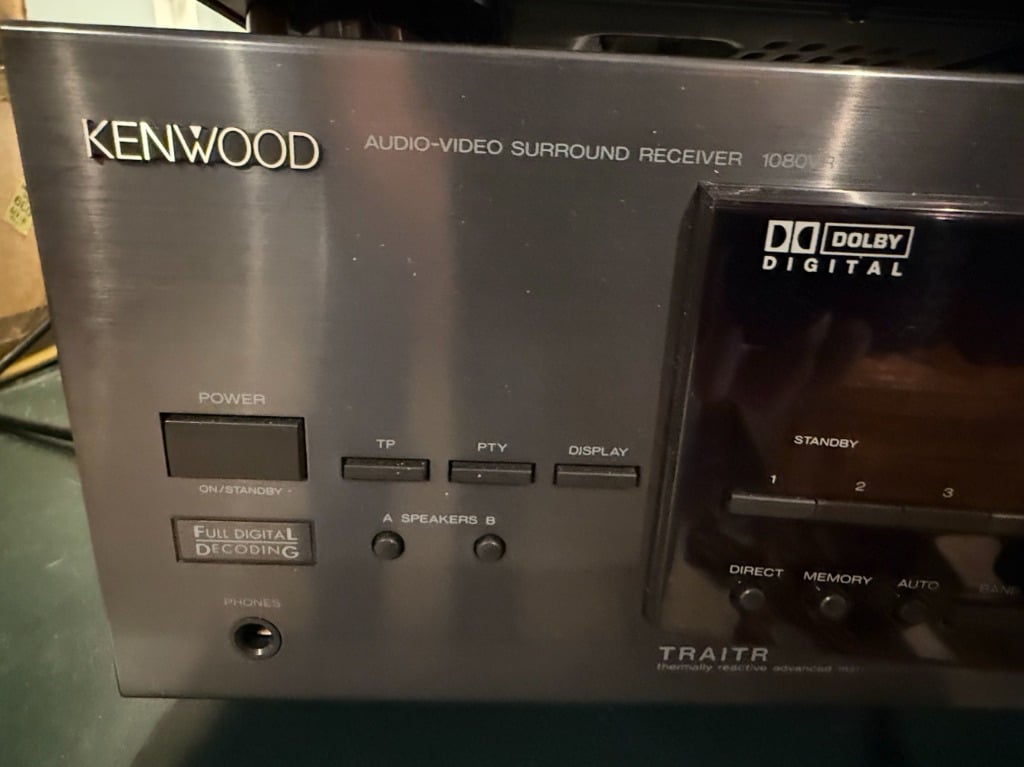 KENWOOD
AUDIO-VIDEO SURROUND RECEIVER 1080VR
DOLBY
DIGITAL
POWER
ON/STANDBY -
TP
PTY
DISPLAY
STANDBY
1 2 3
A SPEAKERS B
FULL DIGITAL
DECODING
DIRECT MEMORY AUTO
PHONES
TRAITR
thermally reactive advanced